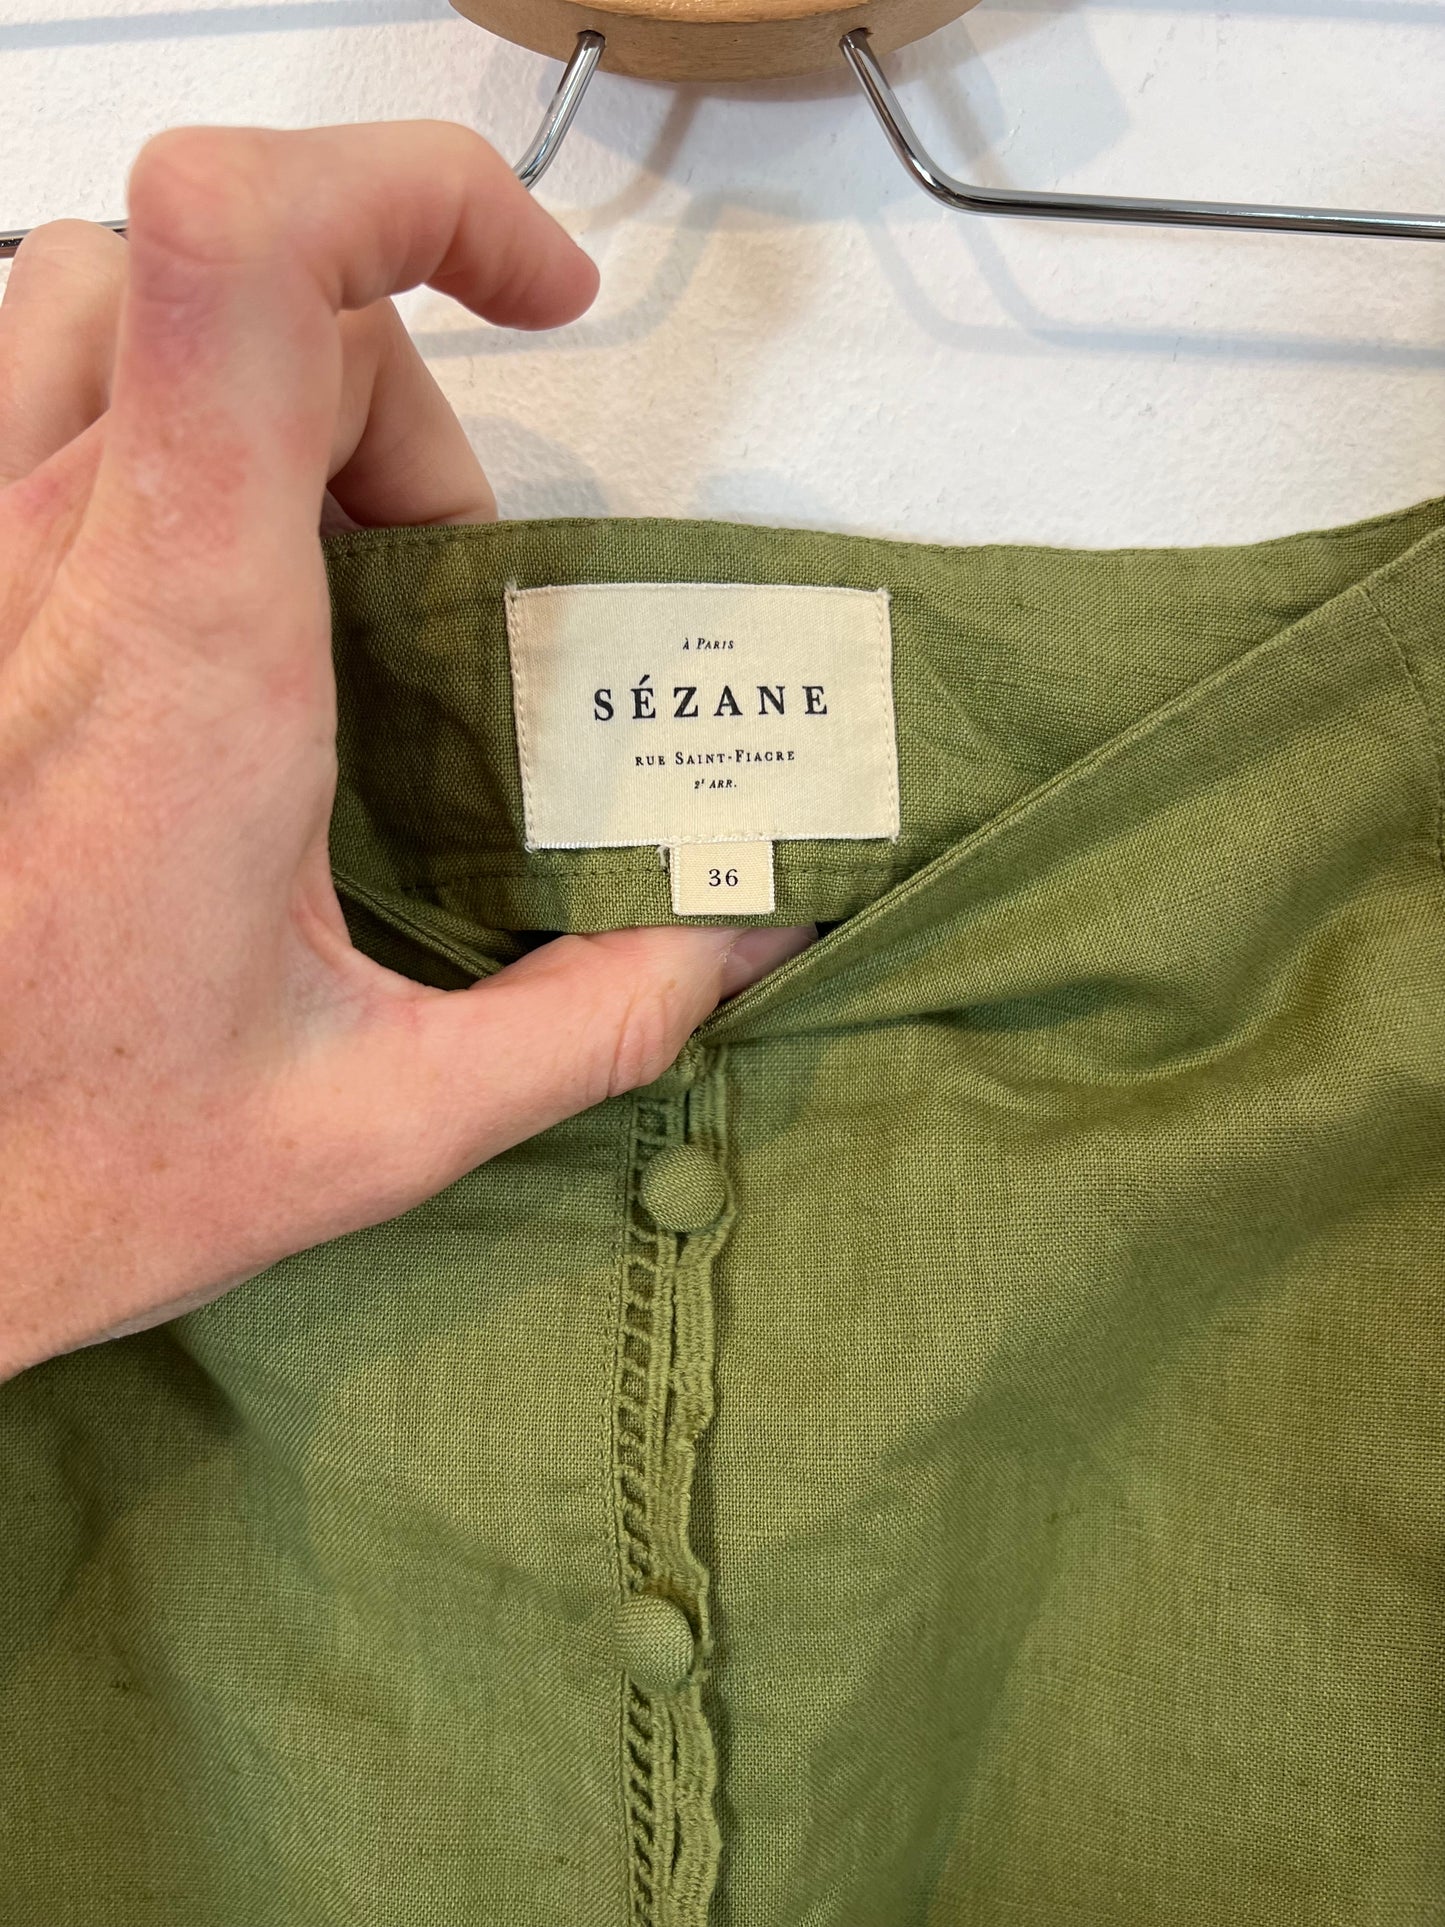 À PARIS
SÉZANE
RUE SAINT-FIACRE
2E ARR.
36